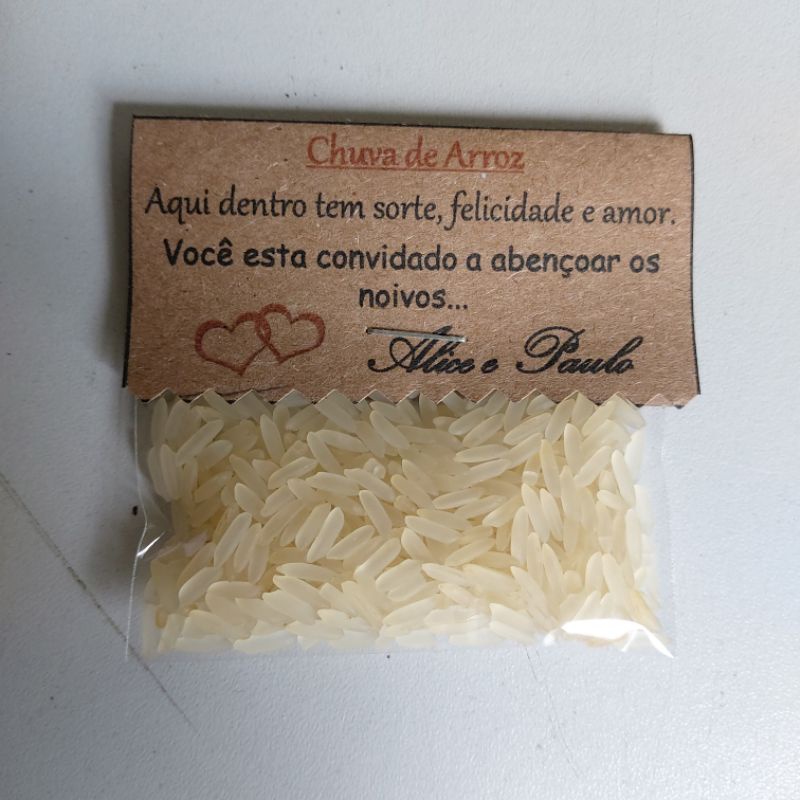 Chuva de Arroz
Aqui dentro tem sorte, felicidade e amor.
Você esta convidado a abençoar os
noivos...
Alice e Paulo